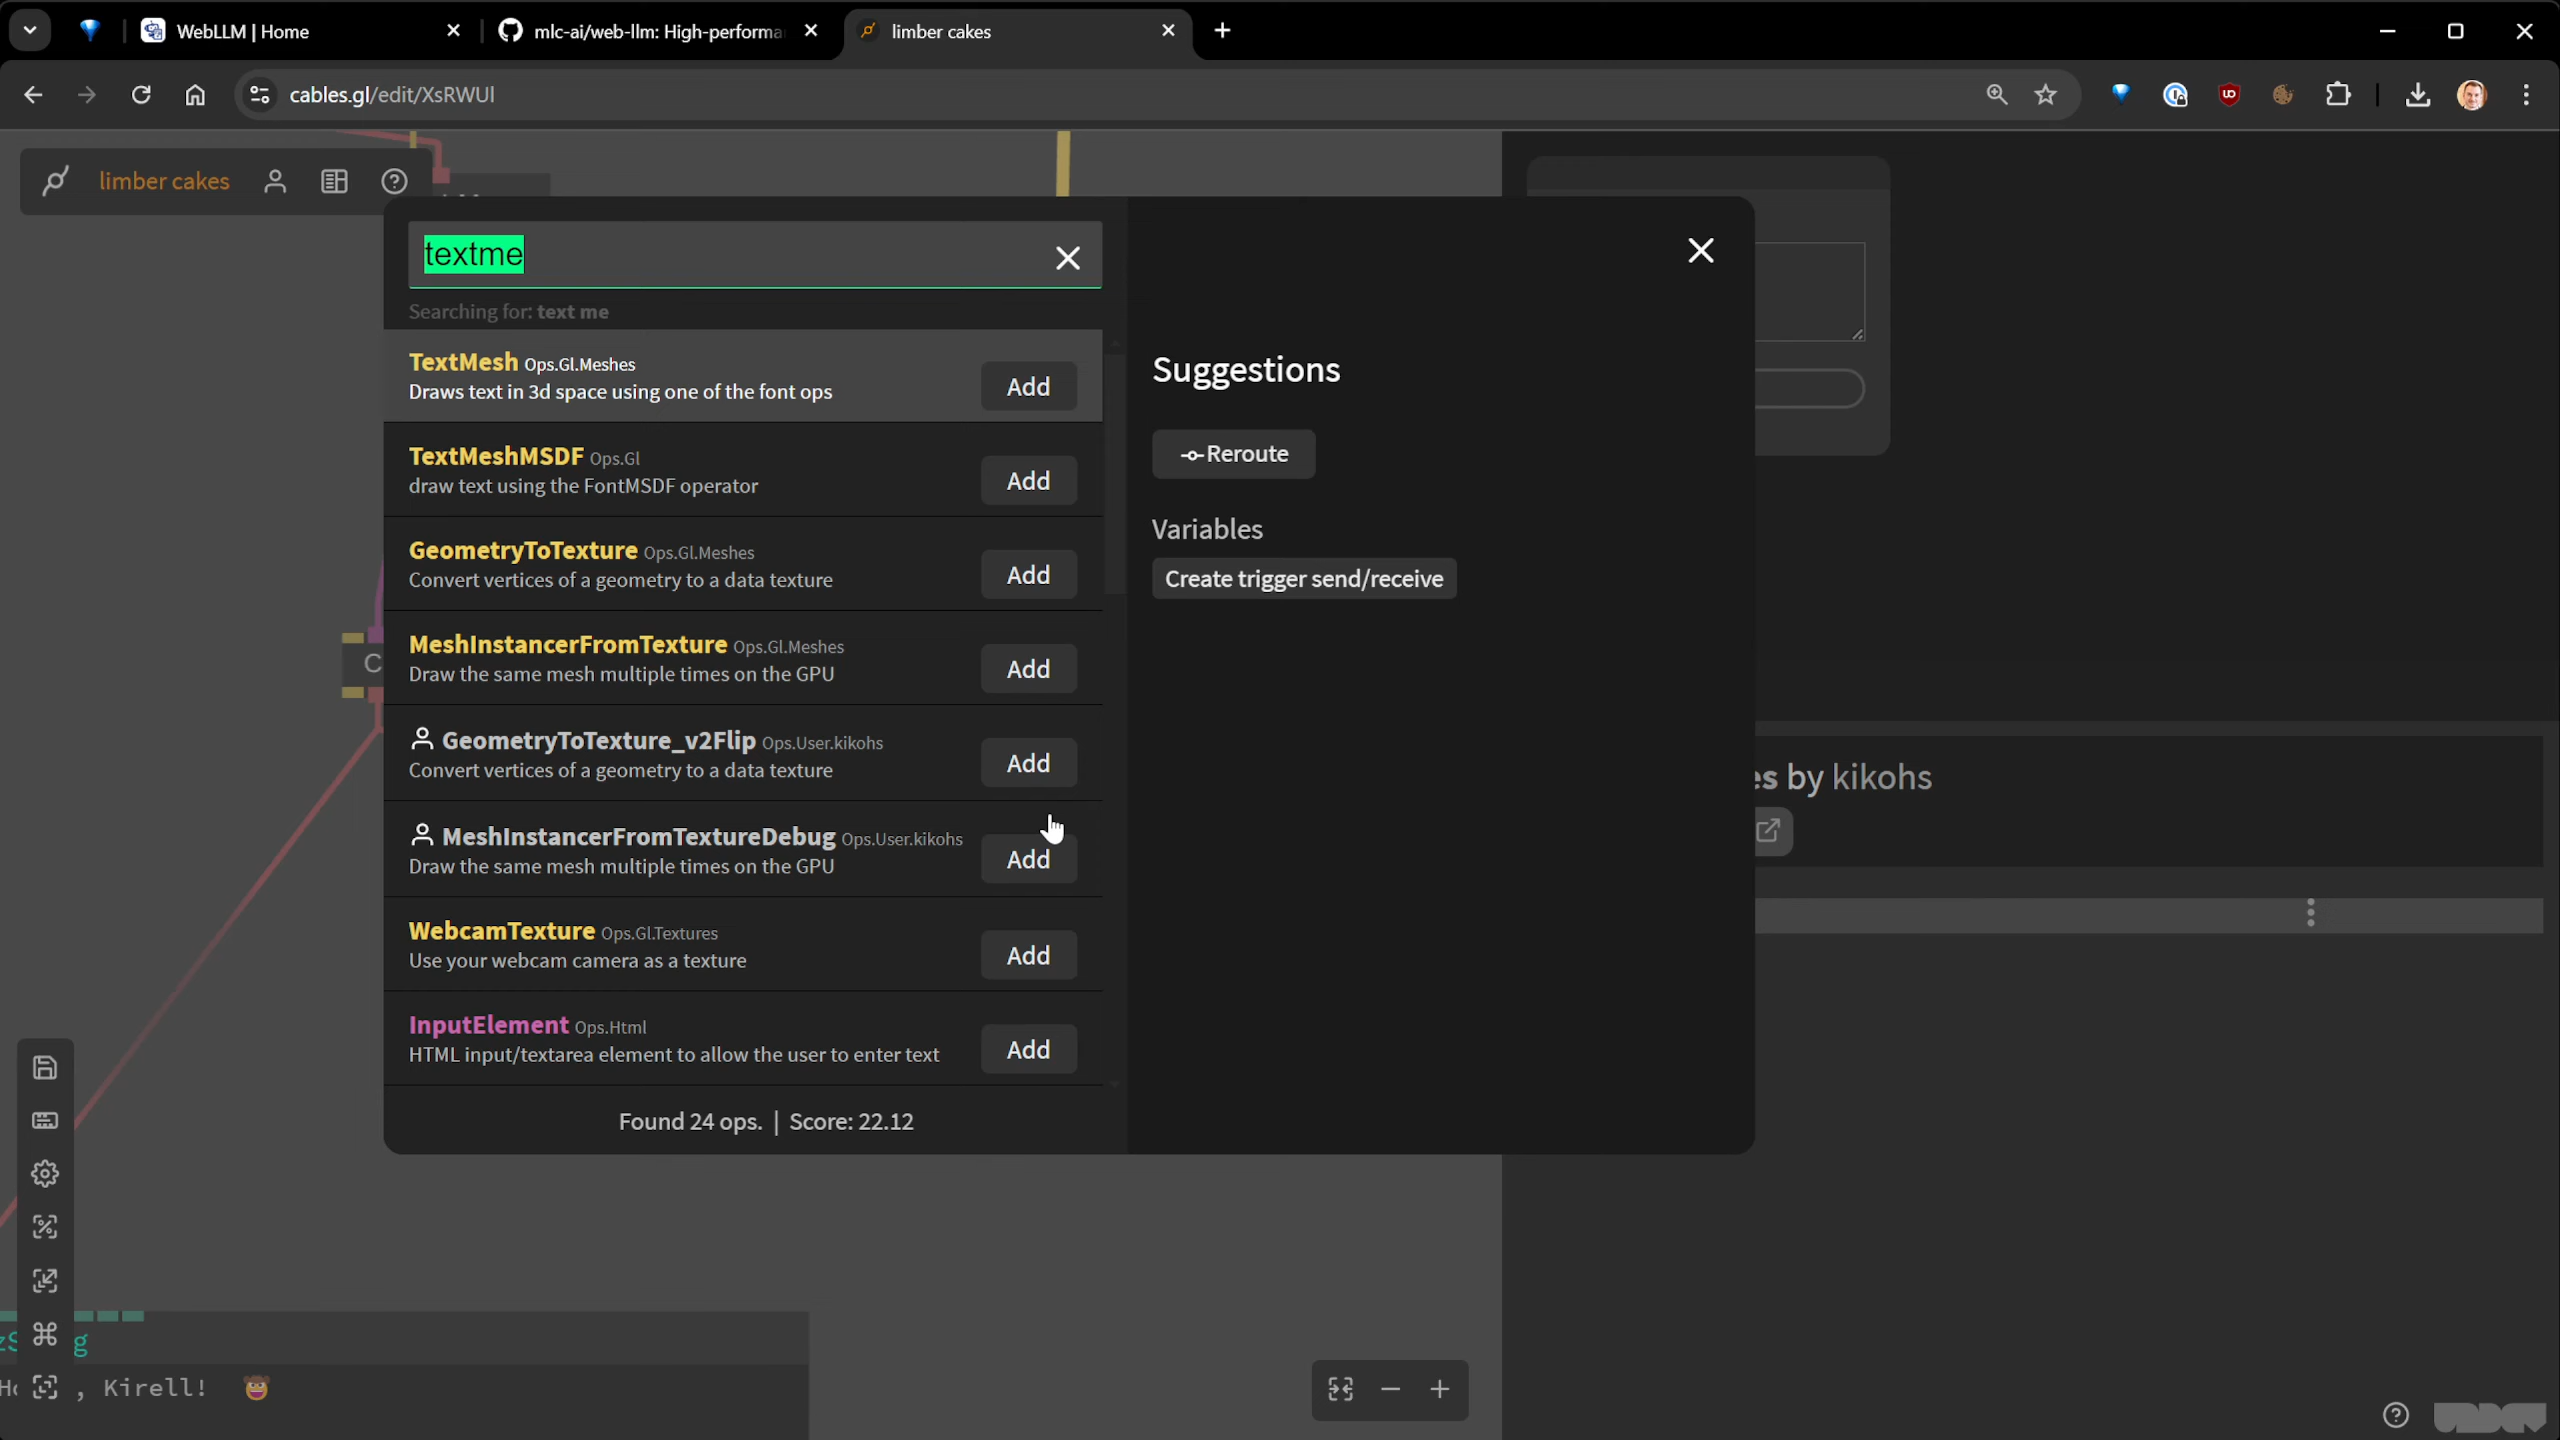 WebLLM | Home
mlc-ai/web-llm: High-performa
limber cakes
cables.gl/edit/XsRWUl
limber cakes
textme
Searching for: text me
TextMesh Ops.Gl.Meshes
Draws text in 3d space using one of the font ops
Add
TextMeshMSDF Ops.Gl
draw text using the FontMSDF operator
Add
GeometryToTexture Ops.Gl.Meshes
Convert vertices of a geometry to a data texture
Add
MeshInstancerFromTexture Ops.Gl.Meshes
Draw the same mesh multiple times on the GPU
Add
GeometryToTexture_v2Flip Ops.User.kikohs
Convert vertices of a geometry to a data texture
Add
MeshInstancerFromTextureDebug Ops.User.kikohs
Draw the same mesh multiple times on the GPU
Add
WebcamTexture Ops.Gl.Textures
Use your webcam camera as a texture
Add
InputElement Ops.Html
HTML input/textarea element to allow the user to enter text
Add
Found 24 ops. | Score: 22.12
Suggestions
Reroute
Variables
Create trigger send/receive
es by kikohs
C
zS g
Ho , Kirell! 😈